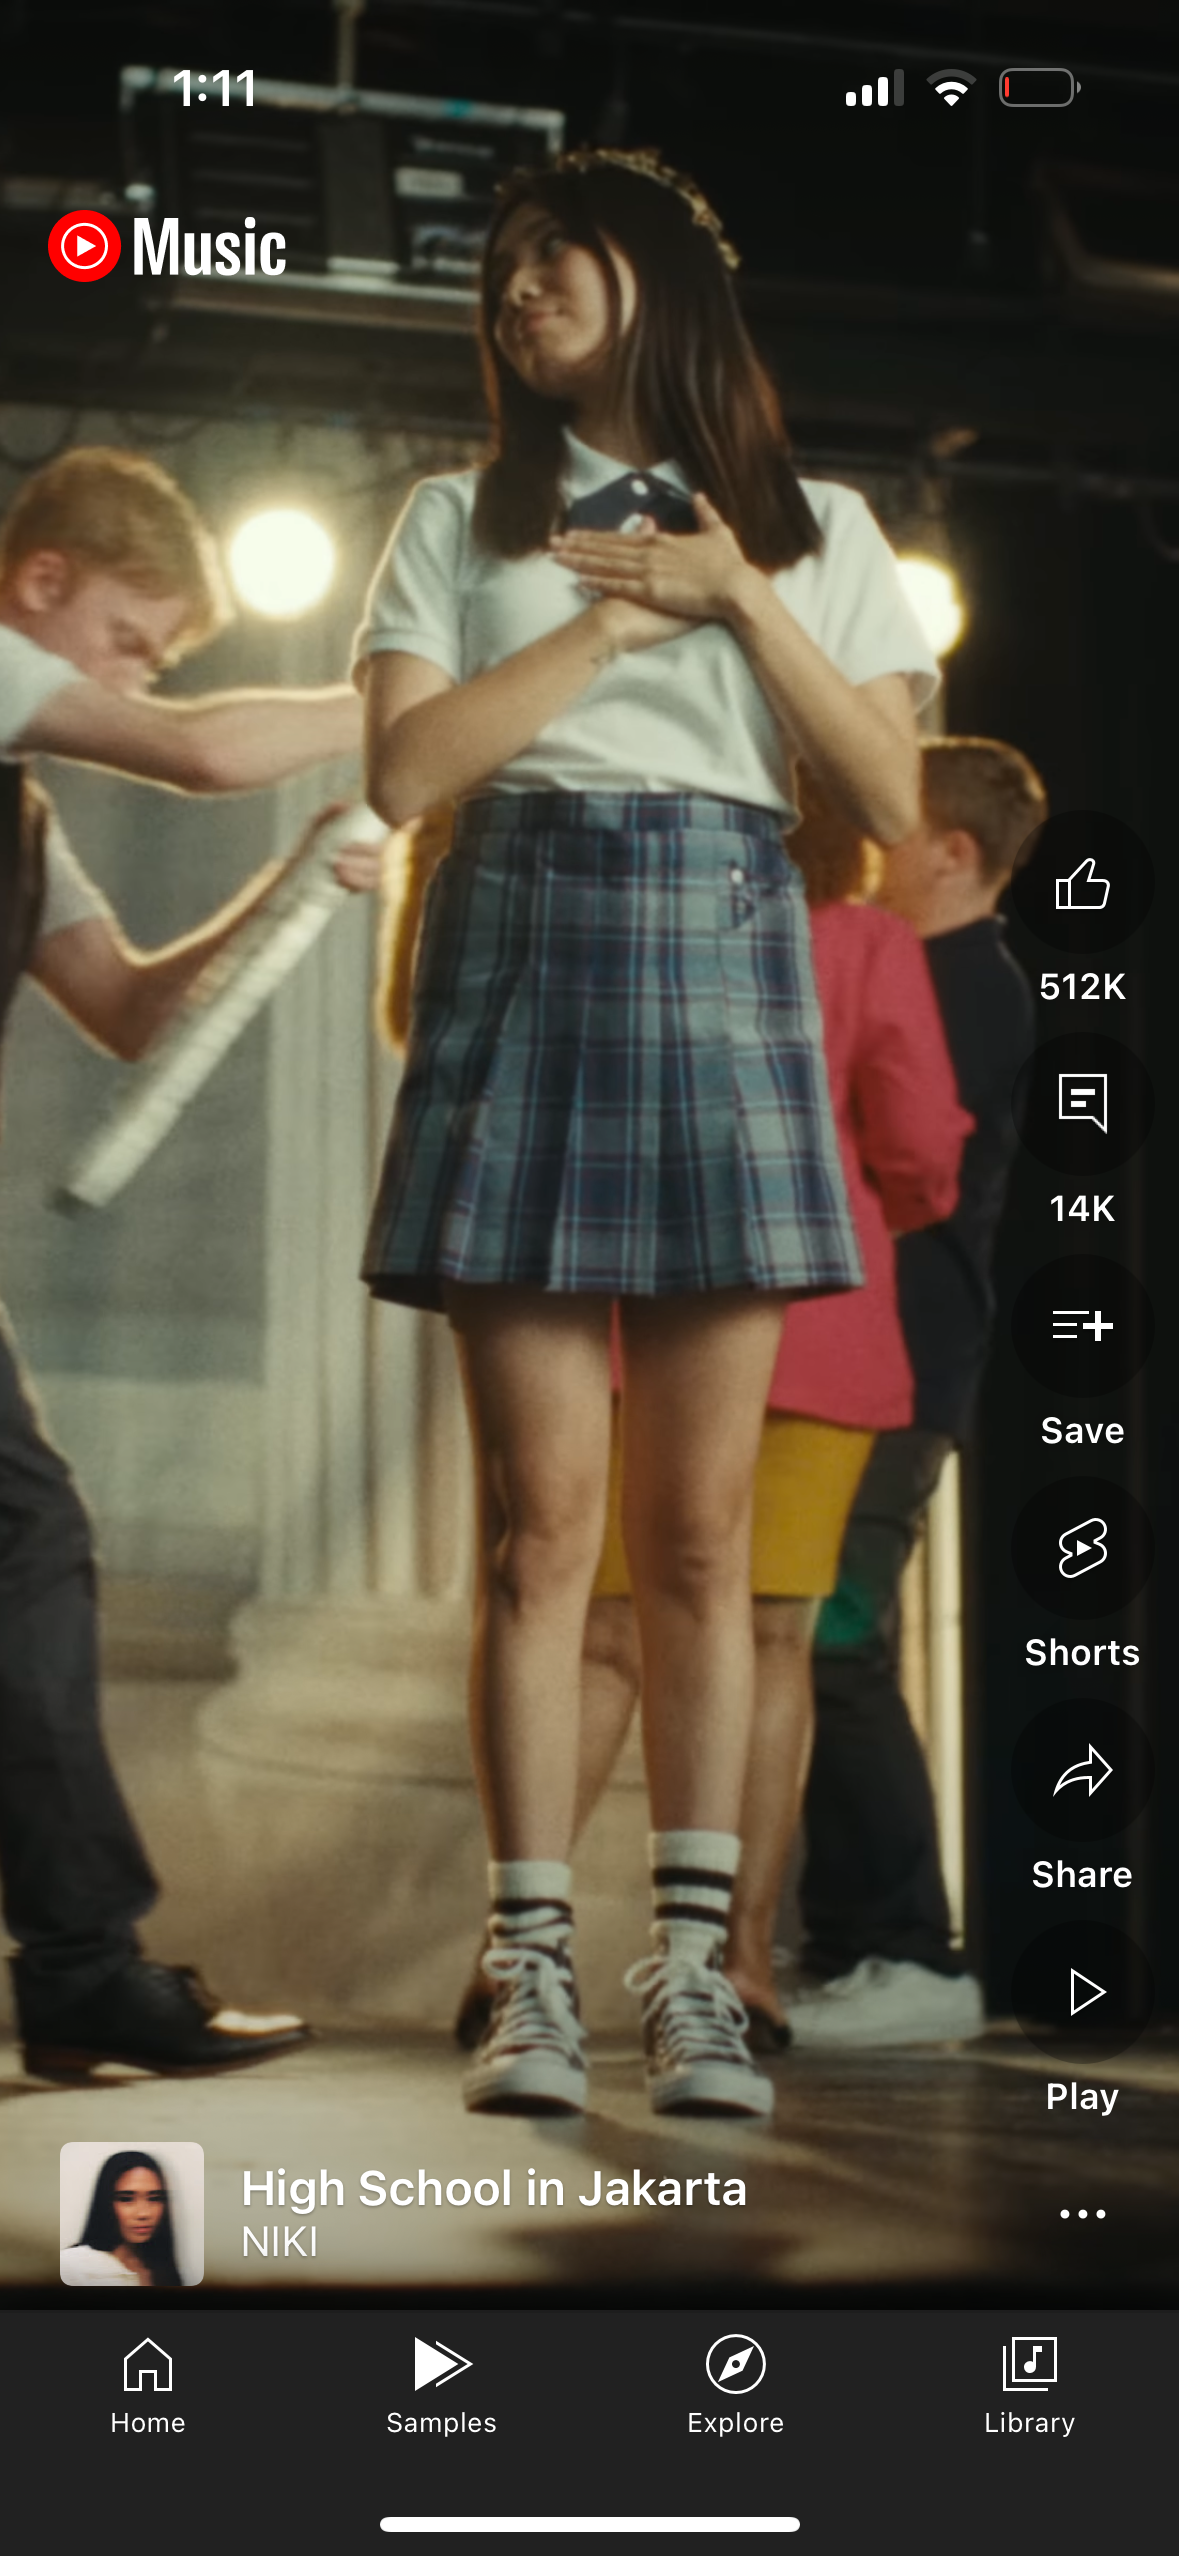 1:11
Music
512K
14K
Save
Shorts
Share
Play
High School in Jakarta
NIKI
Home
Samples
Explore
Library